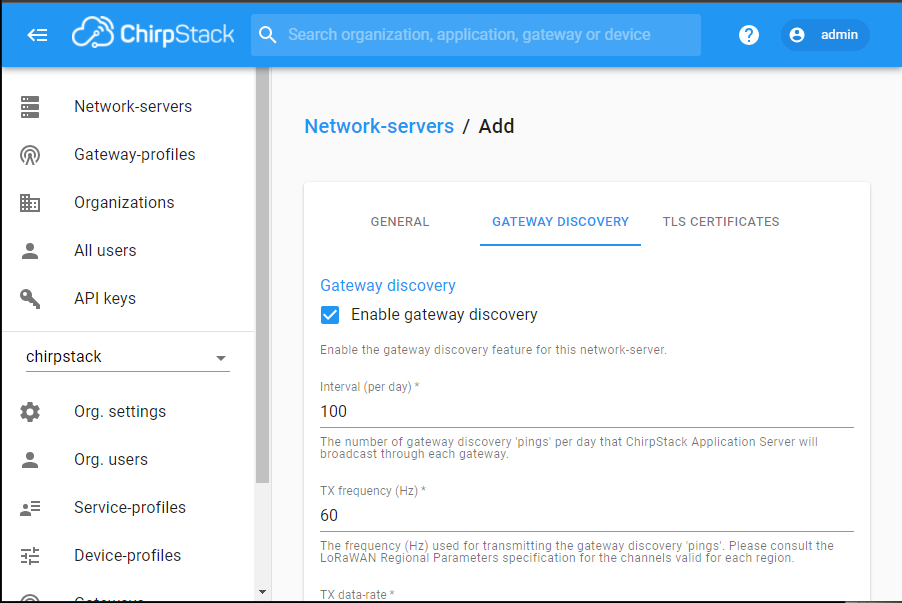 ChirpStack
Search organization, application, gateway or device
?
admin
Network-servers
Gateway-profiles
Organizations
All users
API keys
chirpstack
Org. settings
Org. users
Service-profiles
Device-profiles
Gateways
Network-servers / Add
GENERAL
GATEWAY DISCOVERY
TLS CERTIFICATES
Gateway discovery
Enable gateway discovery
Enable the gateway discovery feature for this network-server.
Interval (per day) *
100
The number of gateway discovery 'pings' per day that ChirpStack Application Server will
broadcast through each gateway.
TX frequency (Hz) *
60
The frequency (Hz) used for transmitting the gateway discovery 'pings'. Please consult the
LoRaWAN Regional Parameters specification for the channels valid for each region.
TX data-rate *